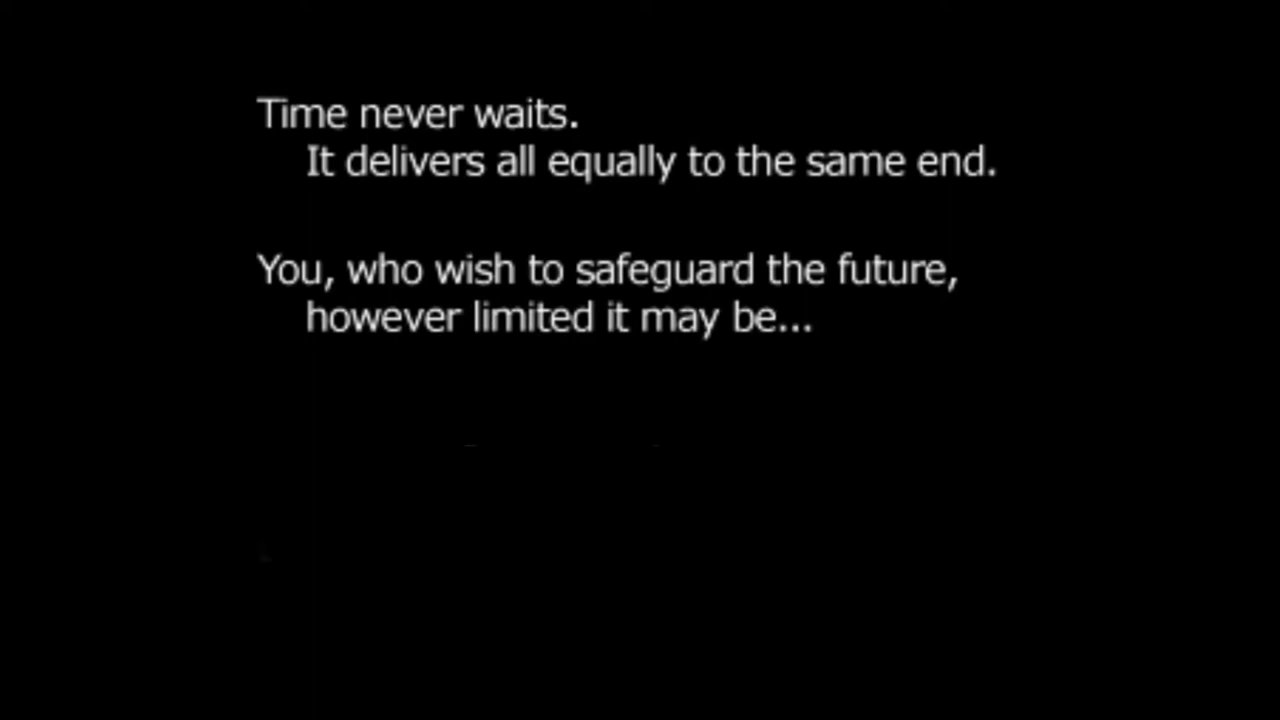 Time never waits.
It delivers all equally to the same end.
You, who wish to safeguard the future,
however limited it may be...